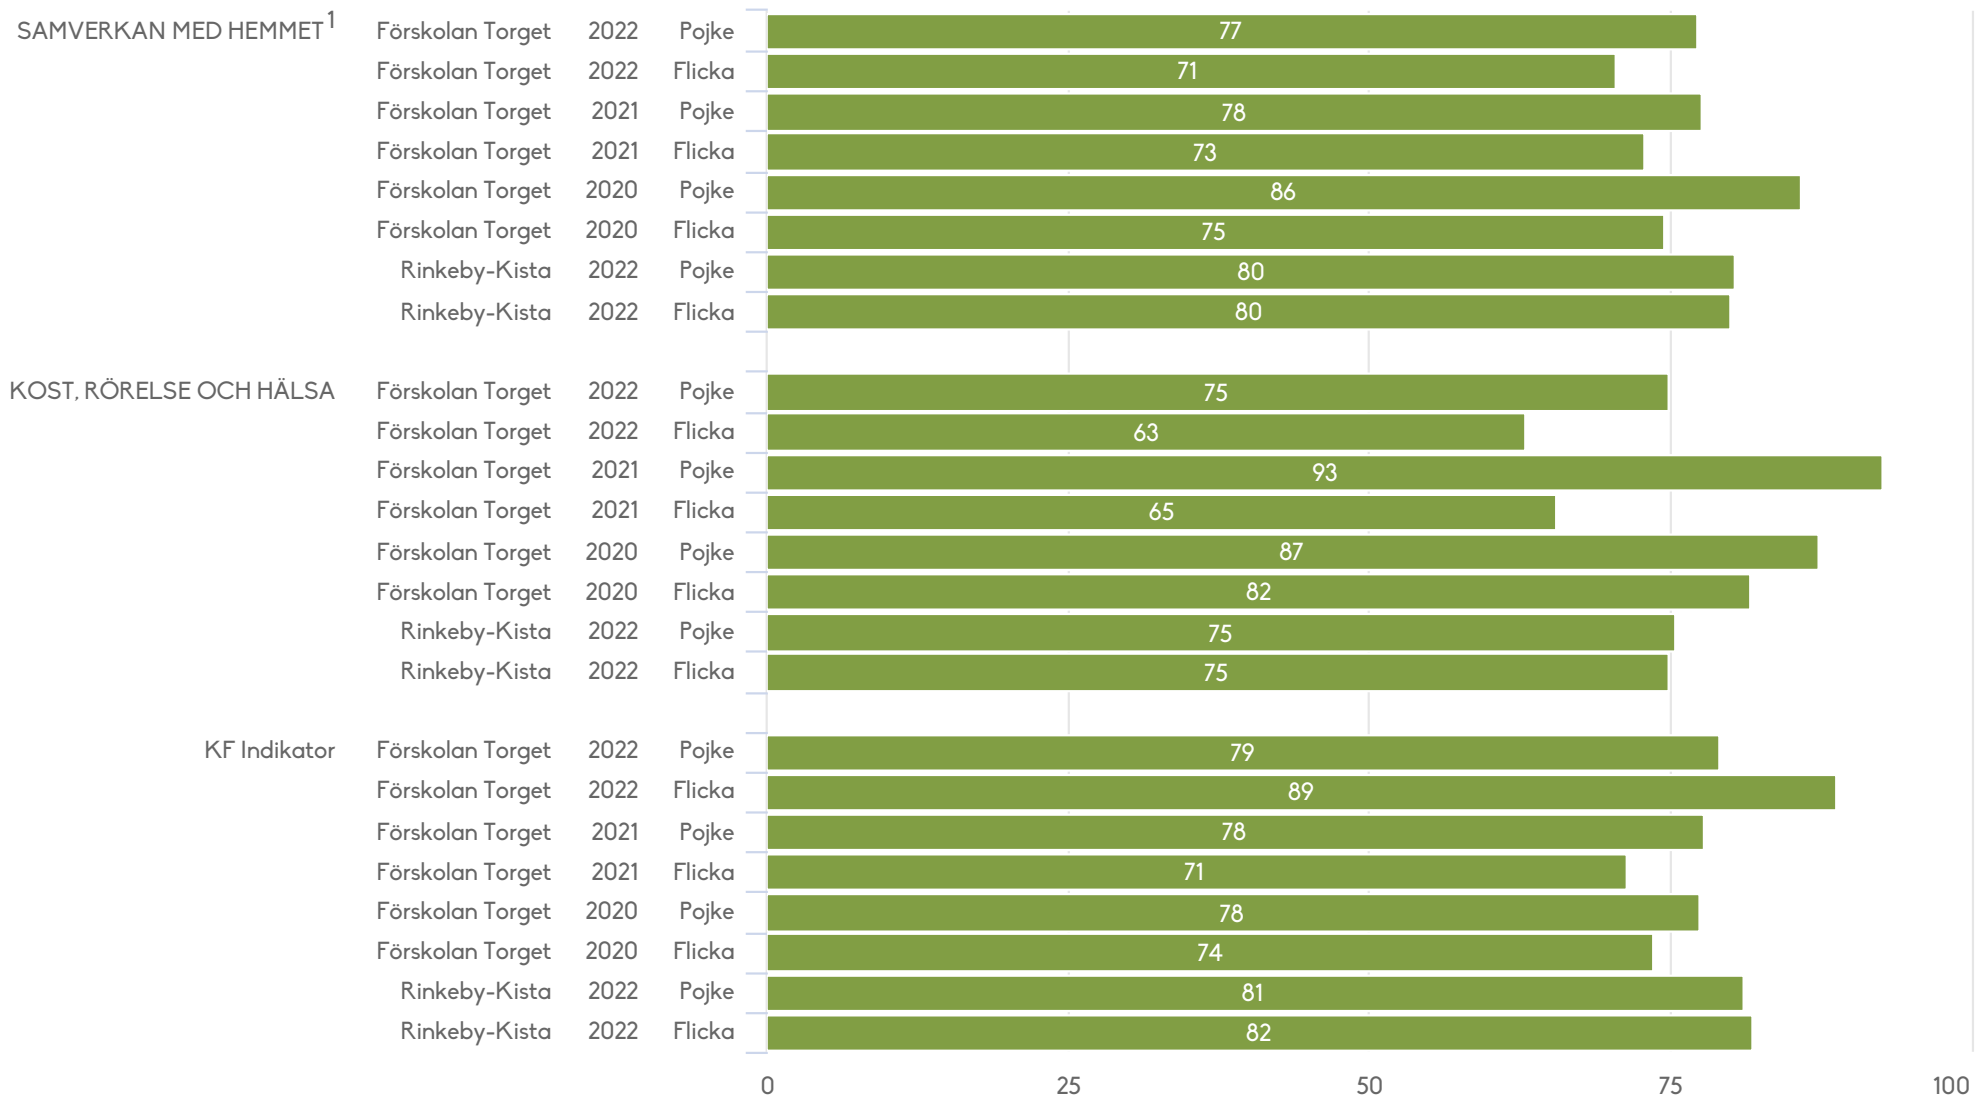 SAMVERKAN MED HEMMET¹ Förskolan Torget 2022 Pojke 77
Förskolan Torget 2022 Flicka 71
Förskolan Torget 2021 Pojke 78
Förskolan Torget 2021 Flicka 73
Förskolan Torget 2020 Pojke 86
Förskolan Torget 2020 Flicka 75
Rinkeby-Kista 2022 Pojke 80
Rinkeby-Kista 2022 Flicka 80
KOST, RÖRELSE OCH HÄLSA Förskolan Torget 2022 Pojke 75
Förskolan Torget 2022 Flicka 63
Förskolan Torget 2021 Pojke 93
Förskolan Torget 2021 Flicka 65
Förskolan Torget 2020 Pojke 87
Förskolan Torget 2020 Flicka 82
Rinkeby-Kista 2022 Pojke 75
Rinkeby-Kista 2022 Flicka 75
KF Indikator Förskolan Torget 2022 Pojke 79
Förskolan Torget 2022 Flicka 89
Förskolan Torget 2021 Pojke 78
Förskolan Torget 2021 Flicka 71
Förskolan Torget 2020 Pojke 78
Förskolan Torget 2020 Flicka 74
Rinkeby-Kista 2022 Pojke 81
Rinkeby-Kista 2022 Flicka 82
0 25 50 75 100